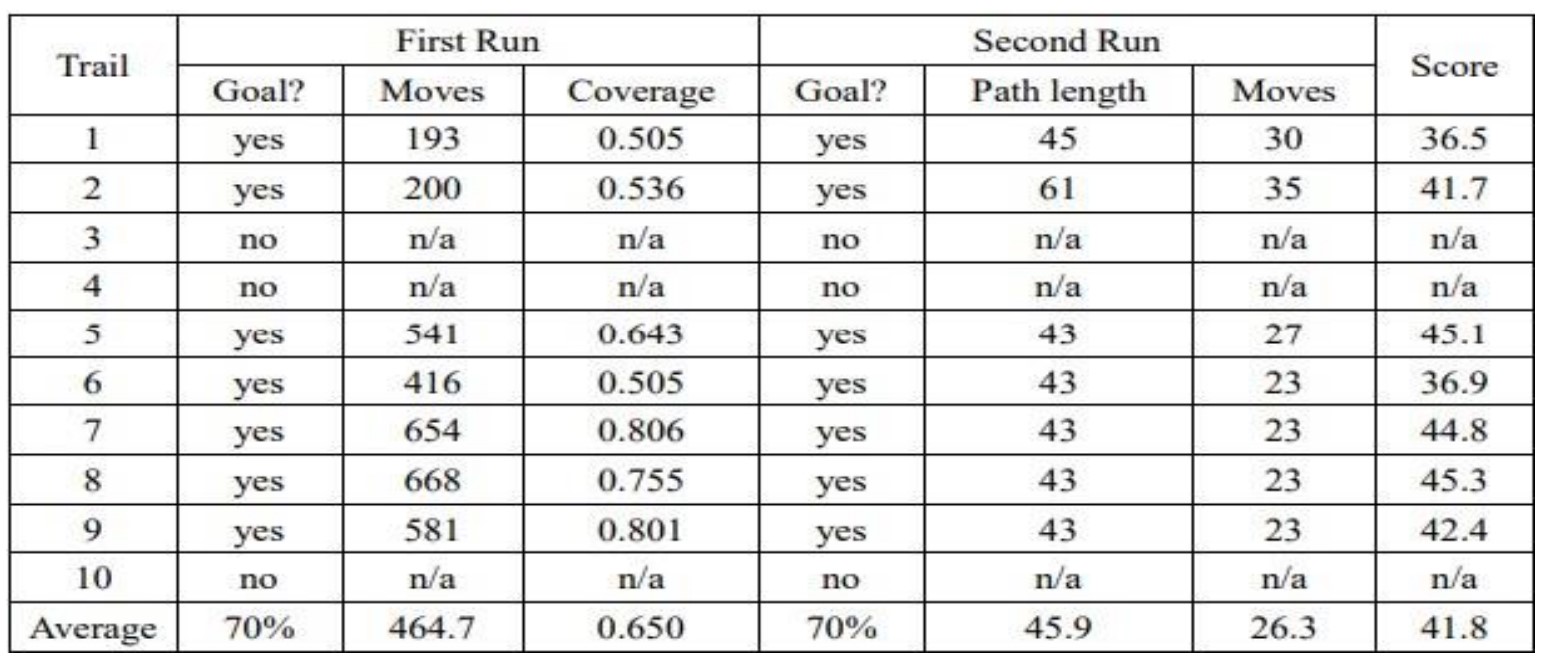 Trail First Run Second Run Score
Goal? Moves Coverage Goal? Path length Moves
1 yes 193 0.505 yes 45 30 36.5
2 yes 200 0.536 yes 61 35 41.7
3 no n/a n/a no n/a n/a n/a
4 no n/a n/a no n/a n/a n/a
5 yes 541 0.643 yes 43 27 45.1
6 yes 416 0.505 yes 43 23 36.9
7 yes 654 0.806 yes 43 23 44.8
8 yes 668 0.755 yes 43 23 45.3
9 yes 581 0.801 yes 43 23 42.4
10 no n/a n/a no n/a n/a n/a
Average 70% 464.7 0.650 70% 45.9 26.3 41.8